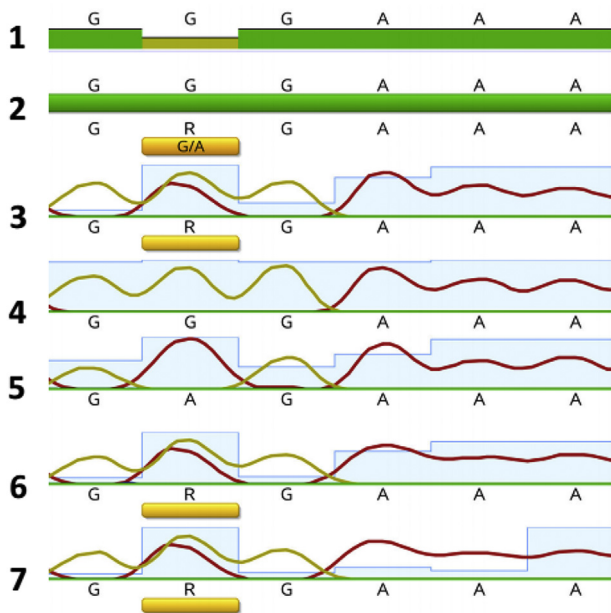 G G G A A A
1
G G G A A A
2
G R G A A A
G/A
3
G R G A A A
4
G G G A A A
5
G A G A A A
6
G R G A A A
7
G R G A A A